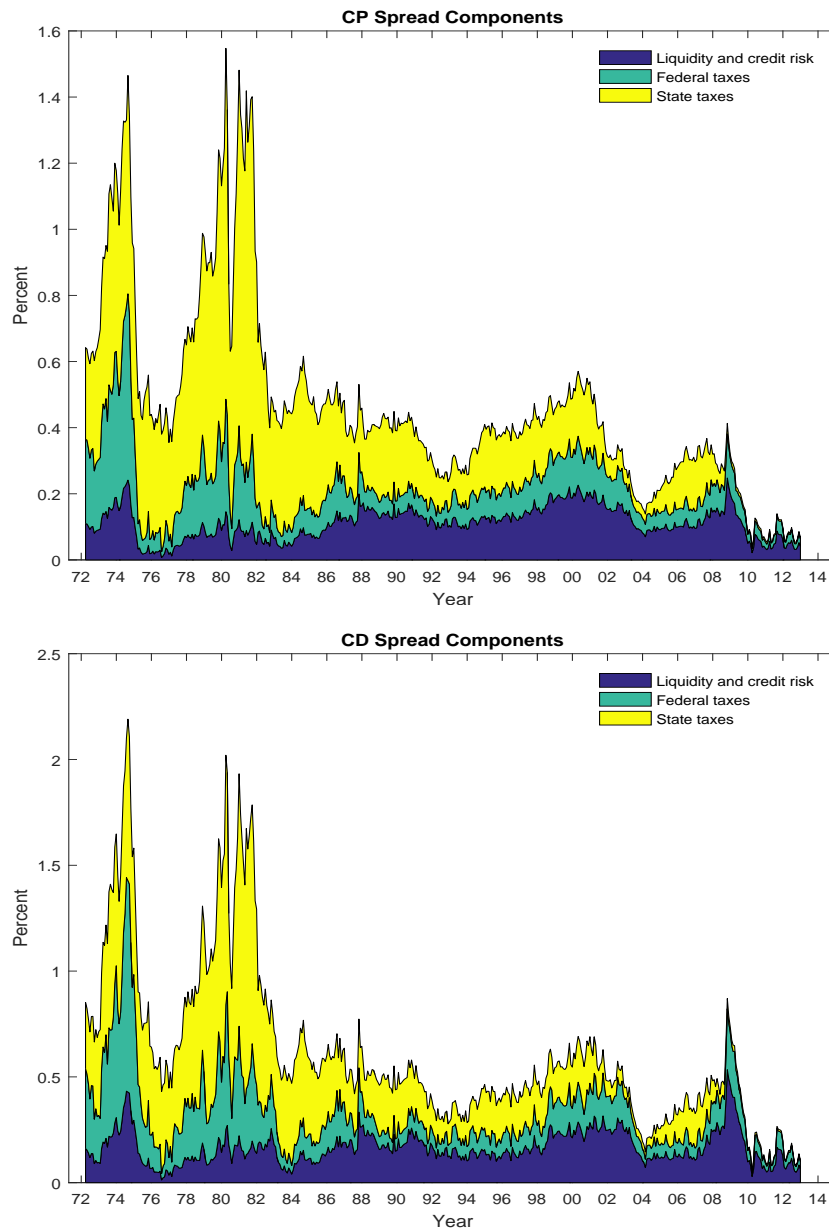 CP Spread Components
1.6
1.4
1.2
1
0.8
0.6
0.4
0.2
0
Percent
Liquidity and credit risk
Federal taxes
State taxes
72 74 76 78 80 82 84 86 88 90 92 94 96 98 00 02 04 06 08 10 12 14
Year
CD Spread Components
2.5
2
1.5
1
0.5
0
Percent
Liquidity and credit risk
Federal taxes
State taxes
72 74 76 78 80 82 84 86 88 90 92 94 96 98 00 02 04 06 08 10 12 14
Year